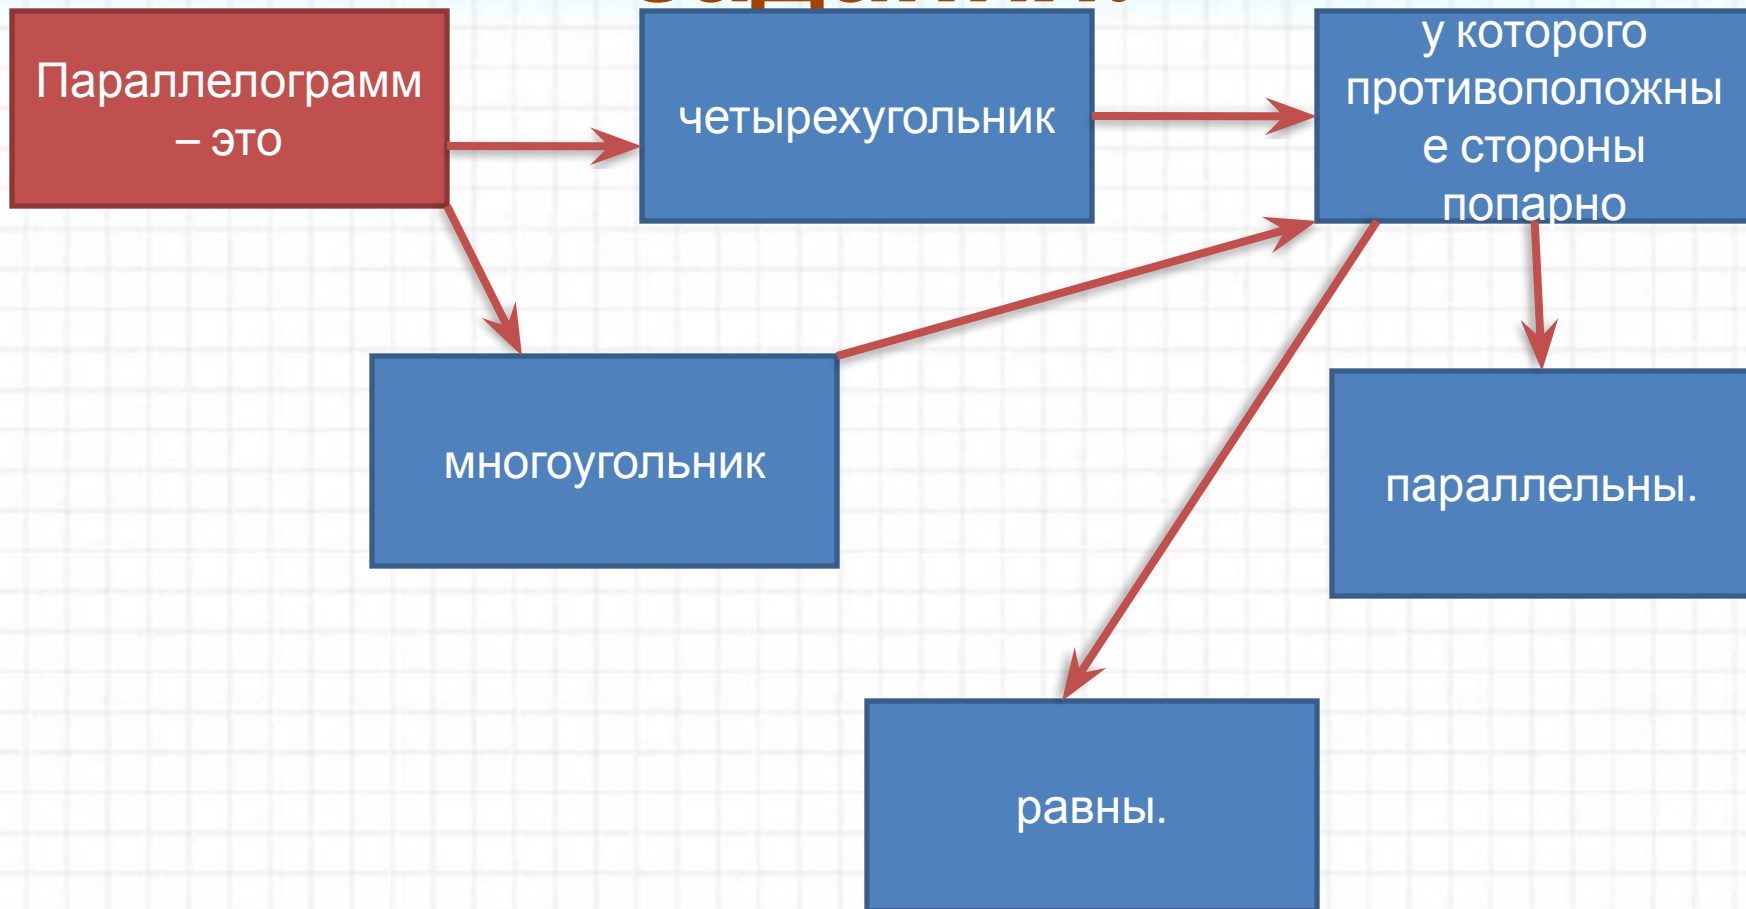 Параллелограмм
– это
четырехугольник
у которого
противоположны
е стороны
попарно
многоугольник
параллельны.
равны.